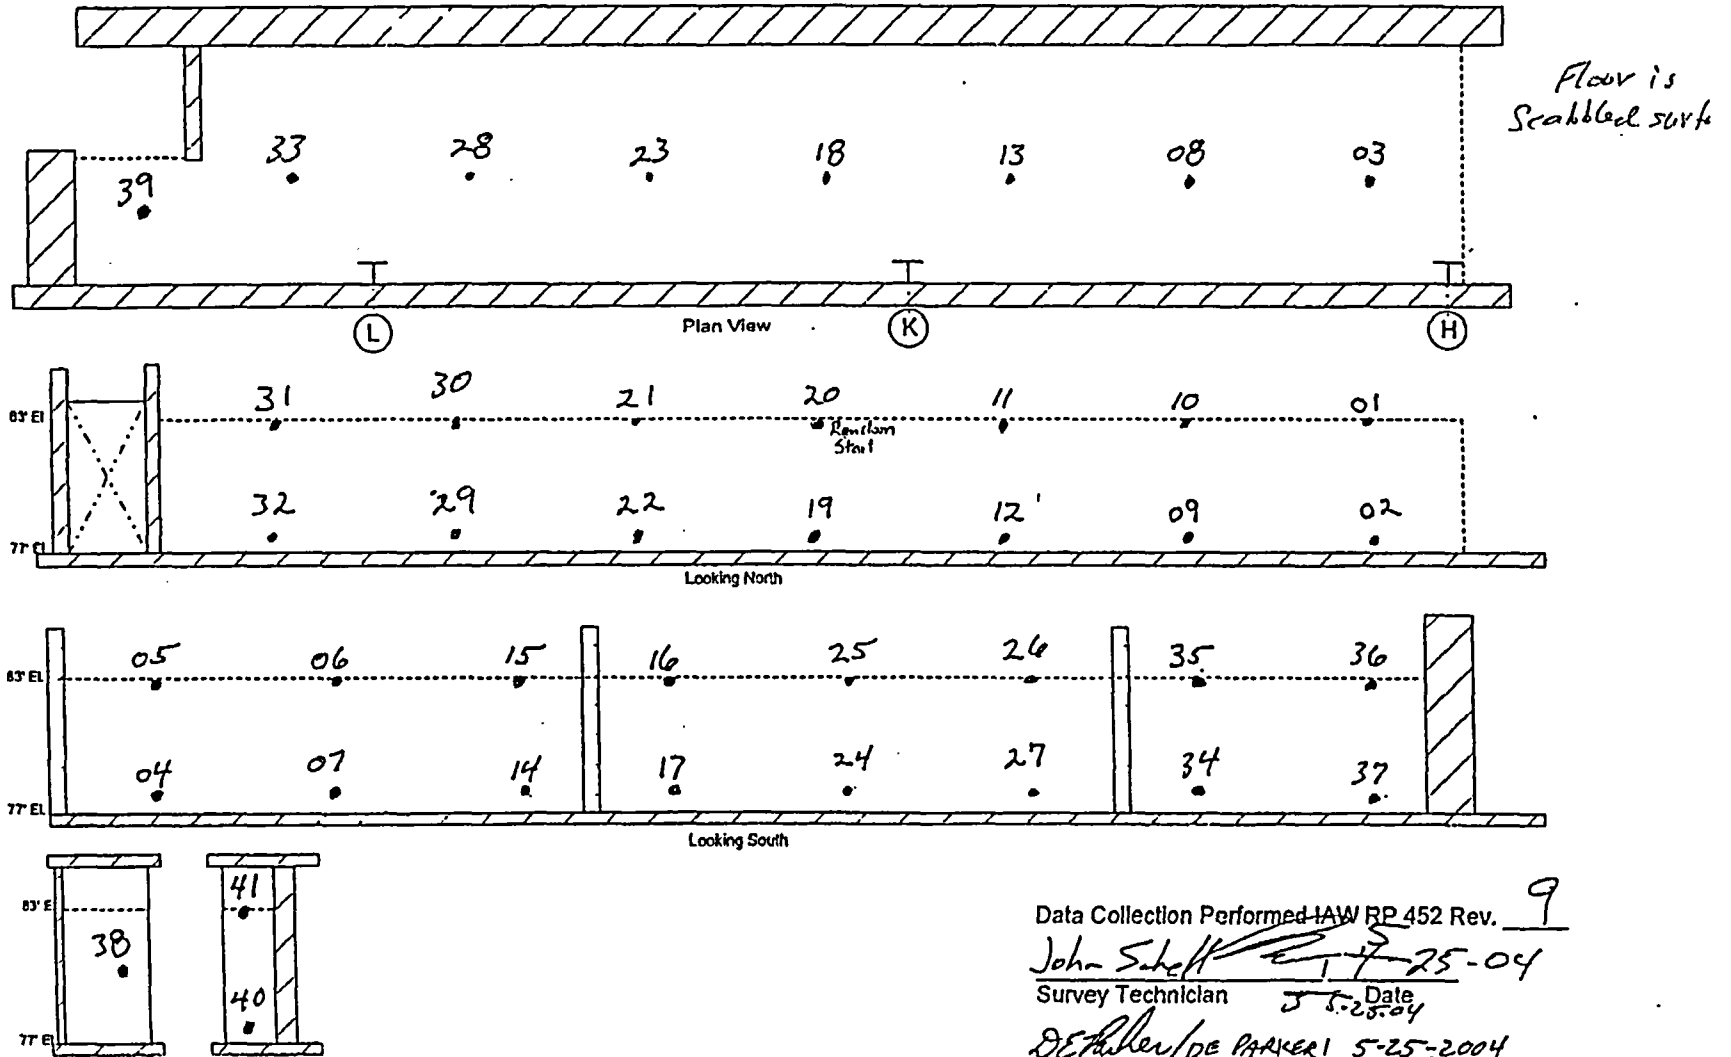 Floor is
Scabbled
33 28 23 18 13 08 03
39
Plan View
L K H
31 30 21 20 11 10 01
83' El
Random
Start
32 29 22 19 12 09 02
77' El
Looking North
05 06 15 16 25 26 35 36
83' El.
04 07 14 17 24 27 34 37
77' El.
Looking South
41
83' E
38
40
77' E
Data Collection Performed IAW RP 452 Rev. 9
John 25-04
Survey Technician Date
5-25-04
DE Parker / DE PARKER / 5-25-2004